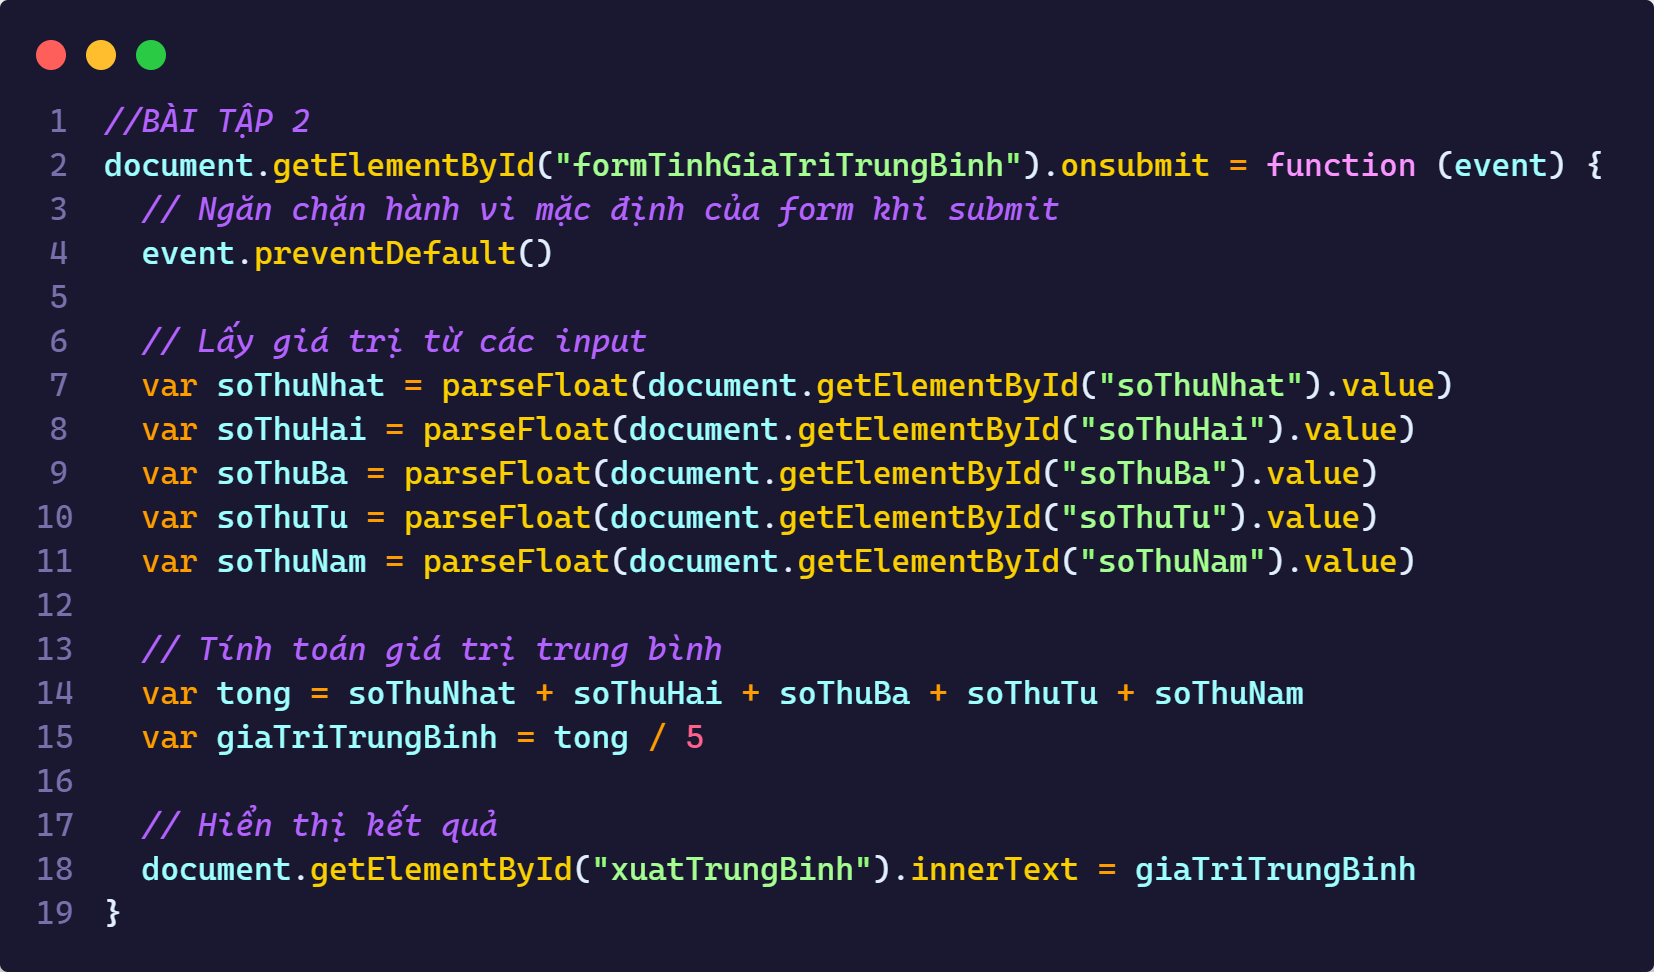 1 //BÀI TẬP 2
2 document.getElementById("formTinhGiaTriTrungBinh").onsubmit = function (event) {
3   // Ngăn chặn hành vi mặc định của form khi submit
4   event.preventDefault()
5
6   // Lấy giá trị từ các input
7   var soThuNhat = parseFloat(document.getElementById("soThuNhat").value)
8   var soThuHai = parseFloat(document.getElementById("soThuHai").value)
9   var soThuBa = parseFloat(document.getElementById("soThuBa").value)
10   var soThuTu = parseFloat(document.getElementById("soThuTu").value)
11   var soThuNam = parseFloat(document.getElementById("soThuNam").value)
12
13   // Tính toán giá trị trung bình
14   var tong = soThuNhat + soThuHai + soThuBa + soThuTu + soThuNam
15   var giaTriTrungBinh = tong / 5
16
17   // Hiển thị kết quả
18   document.getElementById("xuatTrungBinh").innerText = giaTriTrungBinh
19 }